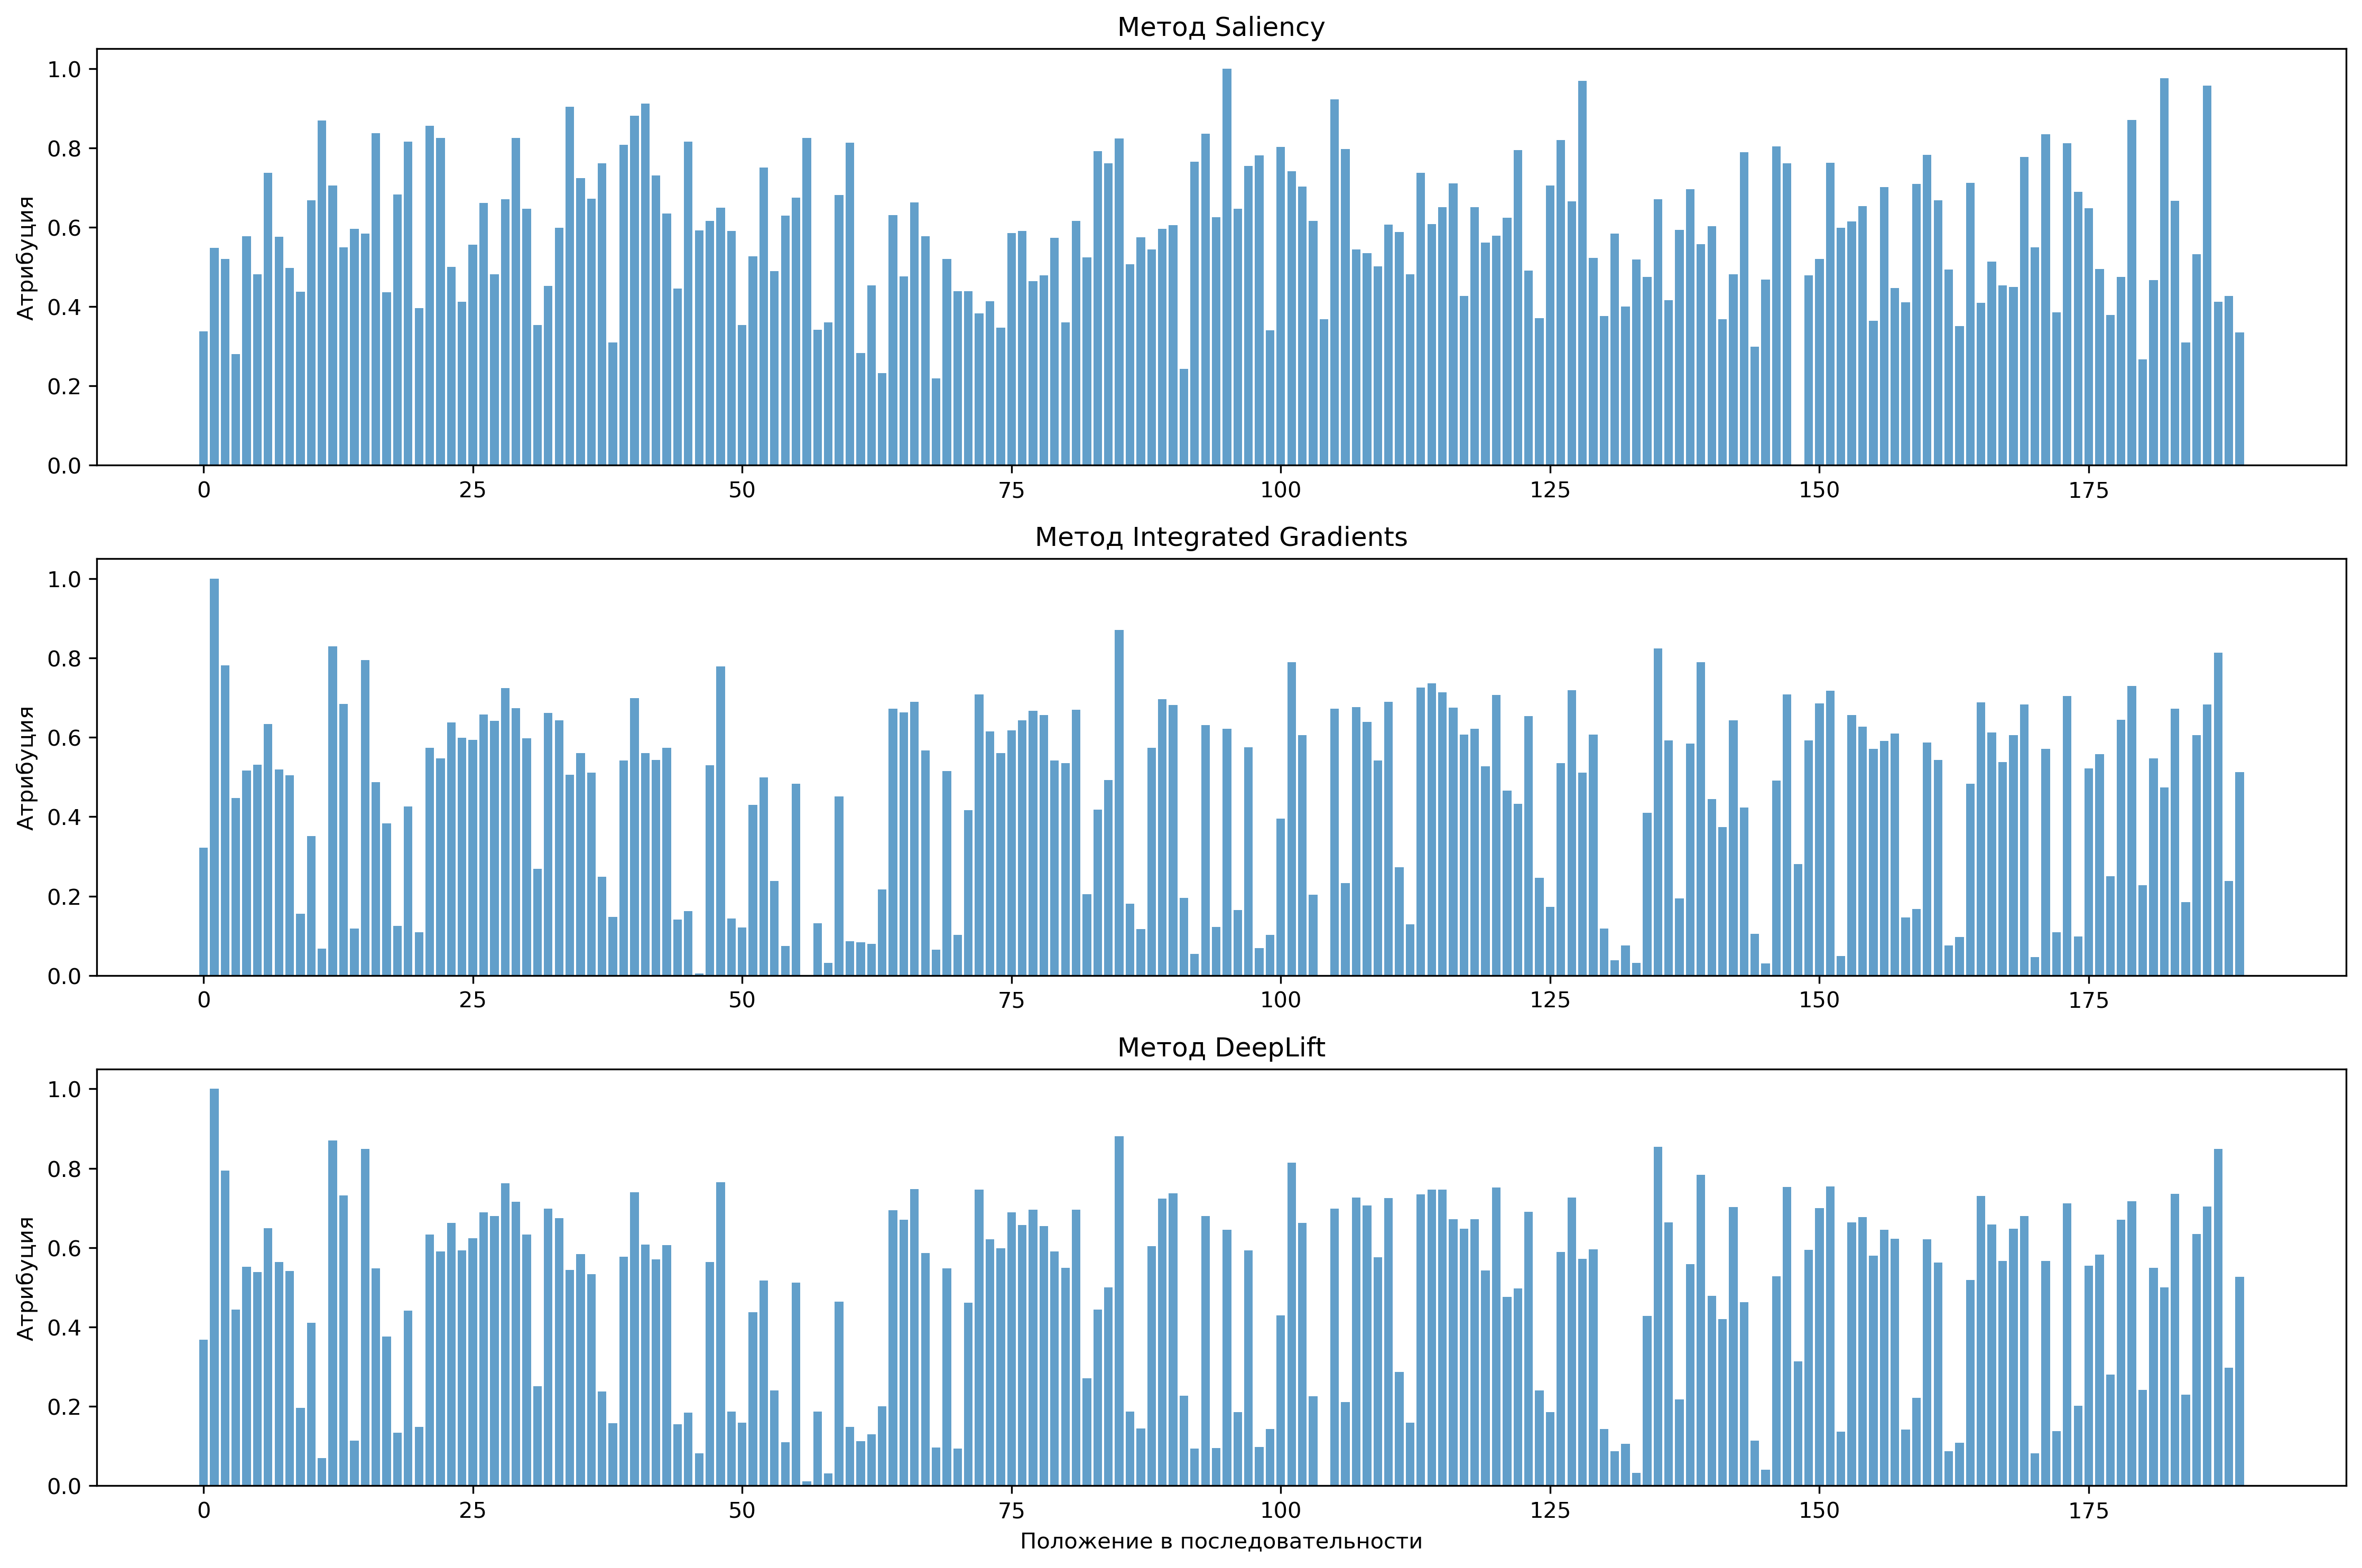 Метод Saliency
Атрибуция
1.0
0.8
0.6
0.4
0.2
0.0
0 25 50 75 100 125 150 175
Метод Integrated Gradients
Атрибуция
1.0
0.8
0.6
0.4
0.2
0.0
0 25 50 75 100 125 150 175
Метод DeepLift
Атрибуция
1.0
0.8
0.6
0.4
0.2
0.0
0 25 50 75 100 125 150 175
Положение в последовательности